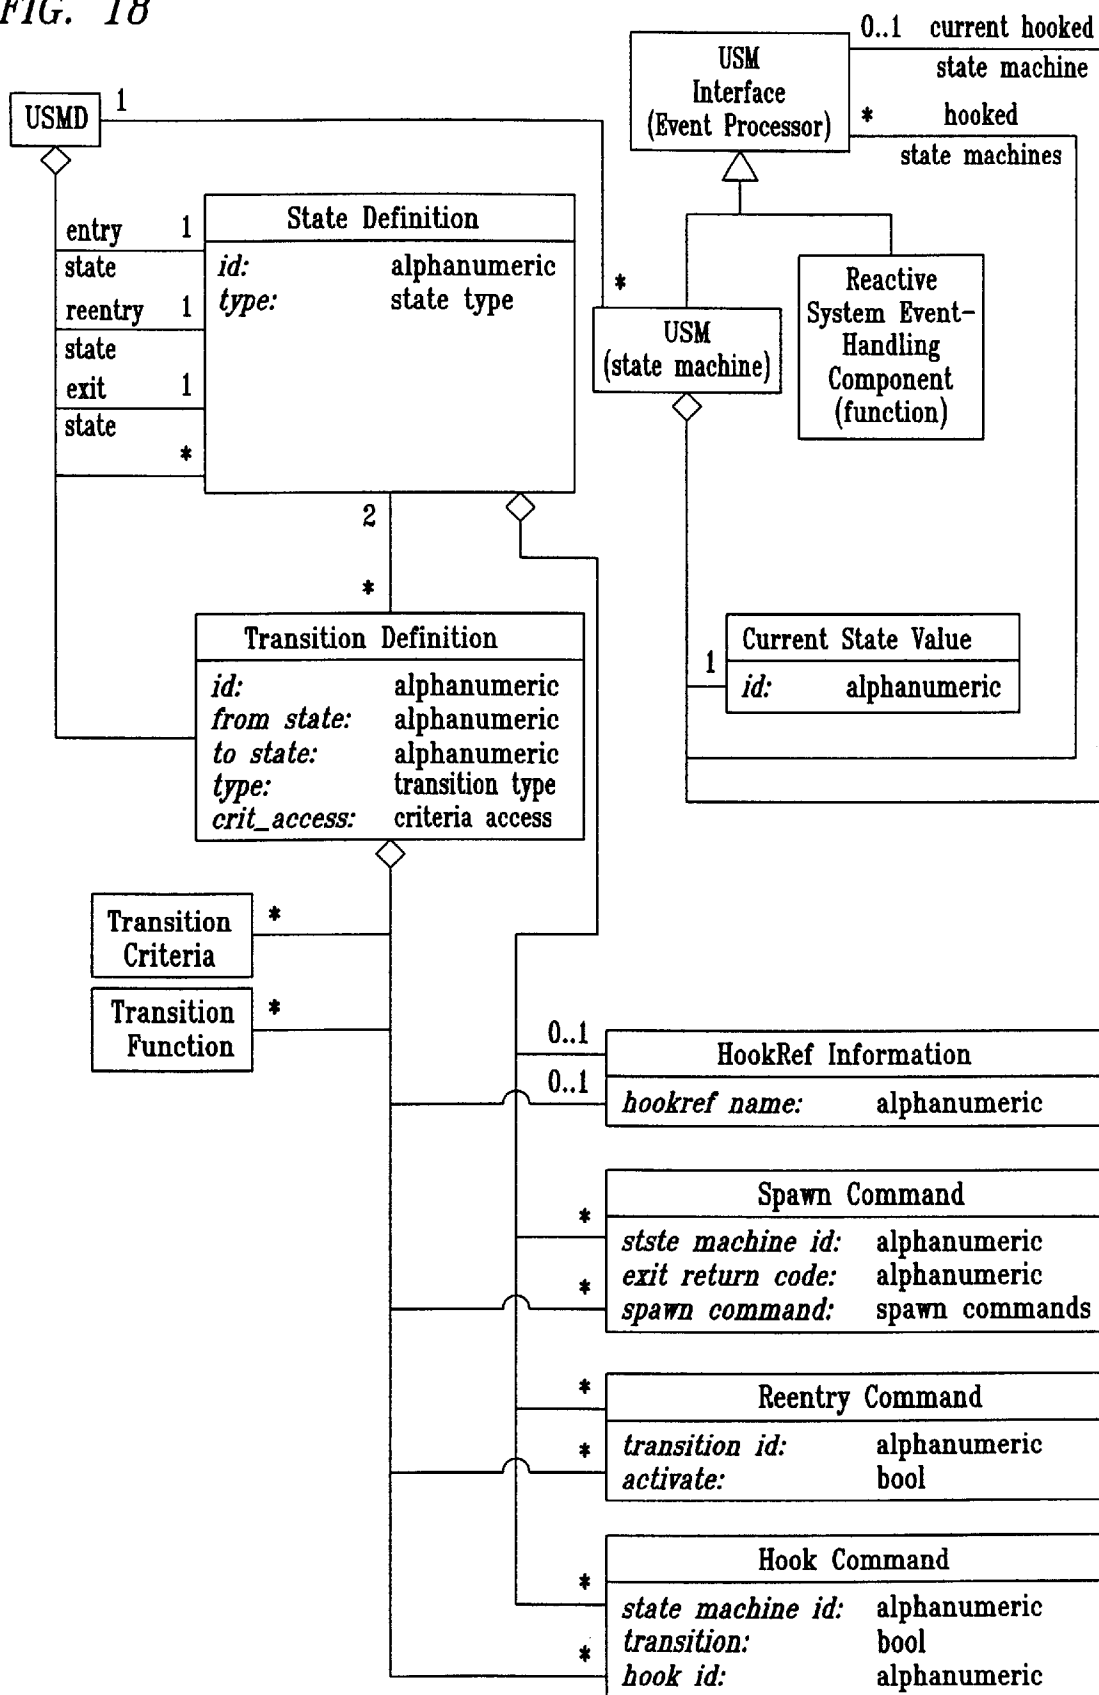 FIG. 18
0..1 current hooked
state machine
* hooked
state machines
USM
Interface
(Event Processor)
USMD
1
*
State Definition
id: alphanumeric
type: state type
entry 1
state
reentry 1
state
exit 1
state
*
USM
(state machine)
Reactive
System Event-
Handling
Component
(function)
2
*
Transition Definition
id: alphanumeric
from state: alphanumeric
to state: alphanumeric
type: transition type
crit_access: criteria access
Current State Value
1
id: alphanumeric
Transition
Criteria
*
Transition
Function
*
0..1
0..1
HookRef Information
hookref name: alphanumeric
Spawn Command
*
*
stste machine id: alphanumeric
exit return code: alphanumeric
spawn command: spawn commands
Reentry Command
*
*
transition id: alphanumeric
activate: bool
Hook Command
*
*
state machine id: alphanumeric
transition: bool
hook id: alphanumeric